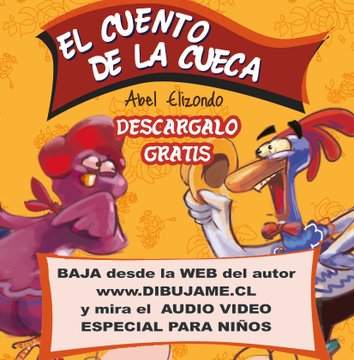 EL CUENTO
DE LA CUECA
Abel Elizondo
DESCARGALO
GRATIS
BAJA desde la WEB del autor
www.DIBUJAME.CL
y mira el AUDIO VIDEO
ESPECIAL PARA NIÑOS